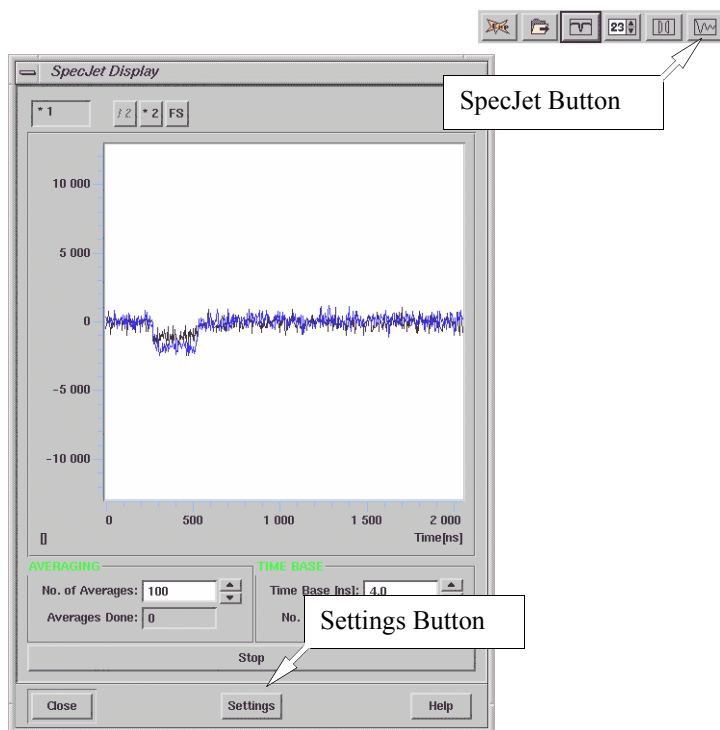 23
SpecJet Button
SpecJet Display
* 1
/ 2 * 2 FS
10 000
5 000
0
-5 000
-10 000
0 500 1 000 1 500 2 000
[] Time[ns]
AVERAGING
No. of Averages: 100
Averages Done: 0
TIME BASE
Time Base [ns]: 4.0
No.
Settings Button
Stop
Close Settings Help